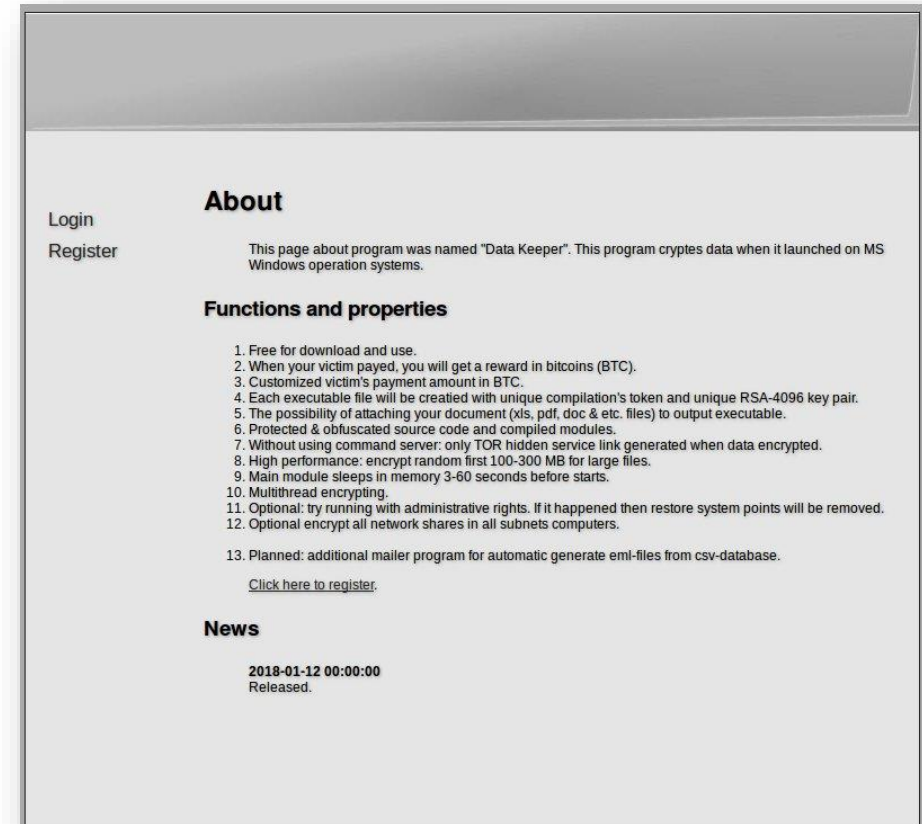 Login
Register
About
This page about program was named "Data Keeper". This program cryptes data when it launched on MS
Windows operation systems.
Functions and properties
1. Free for download and use.
2. When your victim payed, you will get a reward in bitcoins (BTC).
3. Customized victim's payment amount in BTC.
4. Each executable file will be creatied with unique compilation's token and unique RSA-4096 key pair.
5. The possibility of attaching your document (xls, pdf, doc & etc. files) to output executable.
6. Protected & obfuscated source code and compiled modules.
7. Without using command server: only TOR hidden service link generated when data encrypted.
8. High performance: encrypt random first 100-300 MB for large files.
9. Main module sleeps in memory 3-60 seconds before starts.
10. Multithread encrypting.
11. Optional: try running with administrative rights. If it happened then restore system points will be removed.
12. Optional encrypt all network shares in all subnets computers.
13. Planned: additional mailer program for automatic generate eml-files from csv-database.
Click here to register.
News
2018-01-12 00:00:00
Released.